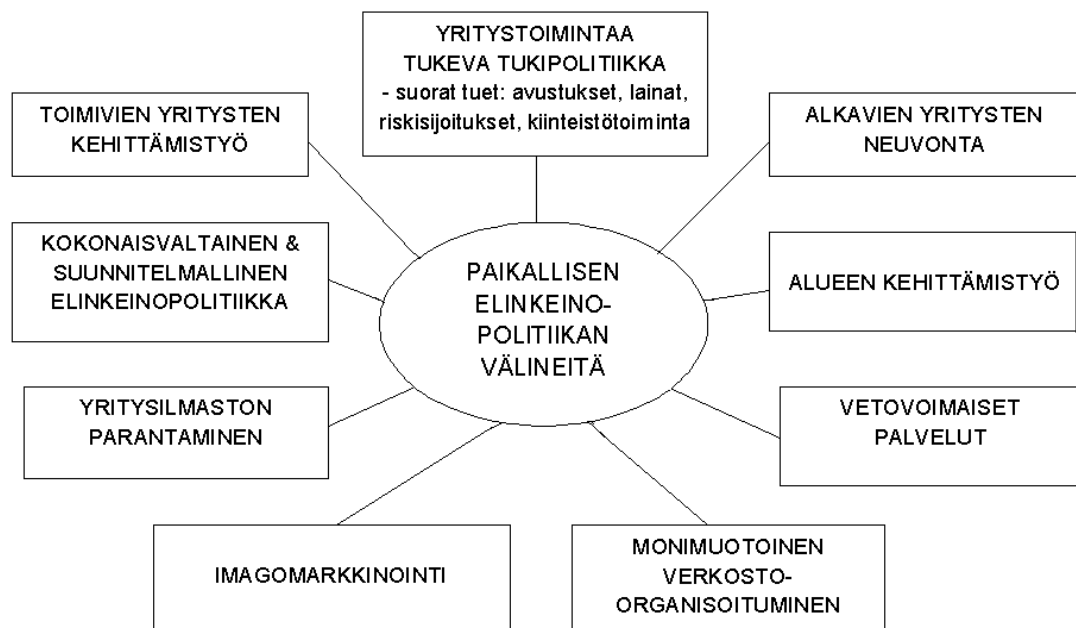 YRITYSTOIMINTAA
TUKEVA TUKIPOLITIIKKA
- suorat tuet: avustukset, lainat,
riskisijoitukset, kiinteistötoiminta
TOIMIVIEN YRITYSTEN
KEHITTÄMISTYÖ
ALKAVIEN YRITYSTEN
NEUVONTA
KOKONAISVALTAINEN &
SUUNNITELMALLINEN
ELINKEINOPOLITIIKKA
PAIKALLISEN
ELINKEINO-
POLITIIKAN
VÄLINEITÄ
ALUEEN KEHITTÄMISTYÖ
YRITYSILMASTON
PARANTAMINEN
VETOVOIMAISET
PALVELUT
IMAGOMARKKINOINTI
MONIMUOTOINEN
VERKOSTO-
ORGANISOITUMINEN